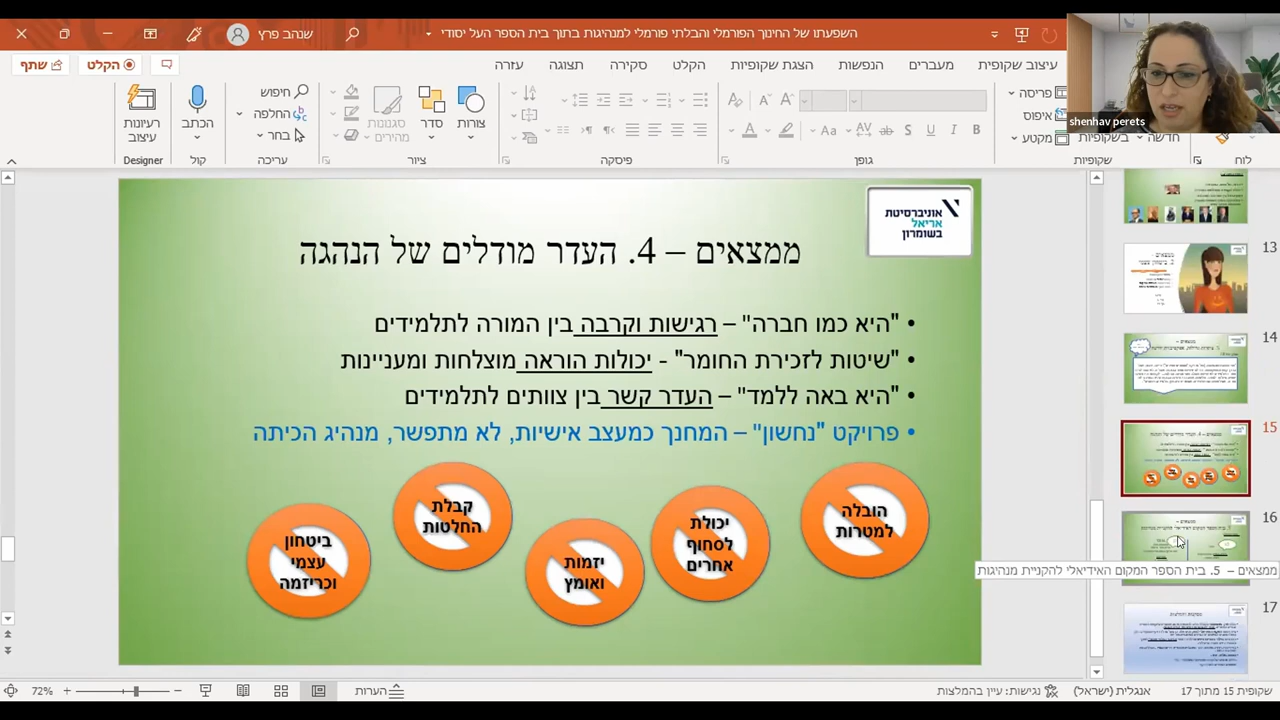 השפעתו של החינוך הפורמלי והבלתי פורמלי למנהיגות בתוך בית הספר העל יסודי
שנהב פרץ
עיצוב שקופית
מעברים
הנפשות
הצגת שקופיות
הקלט
סקירה
תצוגה
עזרה
הקלט
שתף
shenhav perets
פריסה
איפוס
מקטע
חדשה
בשקופיות
צורות
סדר
סגנונות מהירים
חיפוש
החלפה
בחר
הכתב
רעיונות עיצוב
לוח
שקופיות
גופן
פיסקה
ציור
עריכה
קול
Designer
אוניברסיטת
אריאל
בשומרון
ממצאים – 4. העדר מודלים של הנהגה
• "היא כמו חברה" – רגישות וקרבה בין המורה לתלמידים
• "שיטות לזכירת החומר" - יכולות הוראה מוצלחות ומעניינות
• "היא באה ללמד" – העדר קשר בין צוותים לתלמידים
• פרויקט "נחשון" – המחנך כמעצב אישיות, לא מתפשר, מנהיג הכיתה
הובלה למטרות
יכולת לסחוף אחרים
יזמות ואומץ
קבלת החלטות
ביטחון עצמי וכריזמה
13
14
15
16
17
ממצאים – 5. בית הספר המקום האידיאלי להקניית מנהיגות
שקופית 15 מתוך 17
אנגלית (ישראל)
נגישות: עיין בהמלצות
הערות
72%